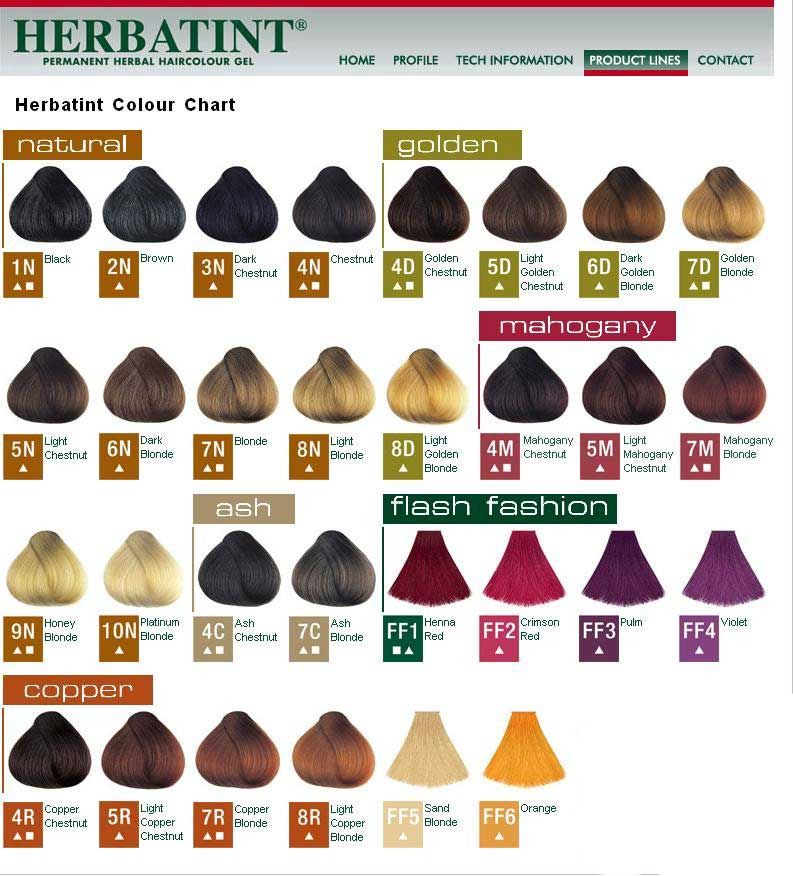 HERBATINT®
PERMANENT HERBAL HAIRCOLOUR GEL
HOME PROFILE TECH INFORMATION PRODUCT LINES CONTACT
Herbatint Colour Chart
natural
1N Black
2N Brown
3N Dark Chestnut
4N Chestnut
golden
4D Golden Chestnut
5D Light Golden Chestnut
6D Dark Golden Blonde
7D Golden Blonde
5N Light Chestnut
6N Dark Blonde
7N Blonde
8N Light Blonde
8D Light Golden Blonde
mahogany
4M Mahogany Chestnut
5M Light Mahogany Chestnut
7M Mahogany Blonde
9N Honey Blonde
10N Platinum Blonde
ash
4C Ash Chestnut
7C Ash Blonde
flash fashion
FF1 Henna Red
FF2 Crimson Red
FF3 Pulm
FF4 Violet
copper
4R Copper Chestnut
5R Light Copper Chestnut
7R Copper Blonde
8R Light Copper Blonde
FF5 Sand Blonde
FF6 Orange